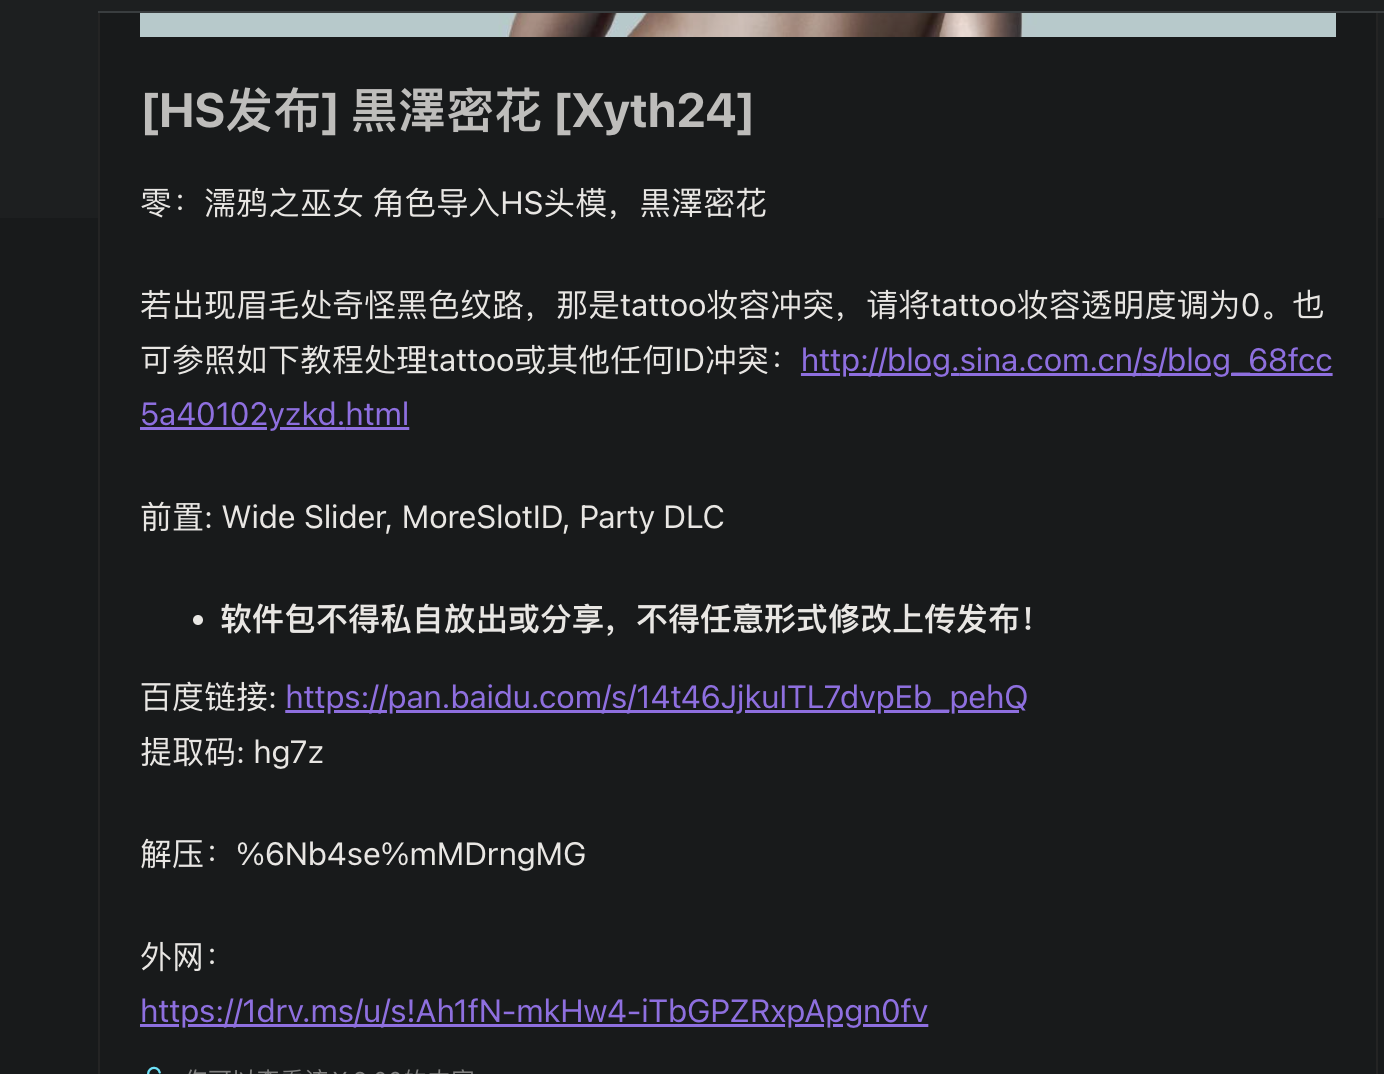 [HS发布] 黒澤密花 [Xyth24]
零：濡鸦之巫女 角色导入HS头模，黒澤密花
若出现眉毛处奇怪黑色纹路，那是tattoo妆容冲突，请将tattoo妆容透明度调为0。也
可参照如下教程处理tattoo或其他任何ID冲突：http://blog.sina.com.cn/s/blog_68fcc
5a40102yzkd.html
前置: Wide Slider, MoreSlotID, Party DLC
• 软件包不得私自放出或分享，不得任意形式修改上传发布！
百度链接: https://pan.baidu.com/s/14t46JjkuITL7dvpEb_pehQ
提取码: hg7z
解压：%6Nb4se%mMDrngMG
外网：
https://1drv.ms/u/s!Ah1fN-mkHw4-iTbGPZRxpApgn0fv